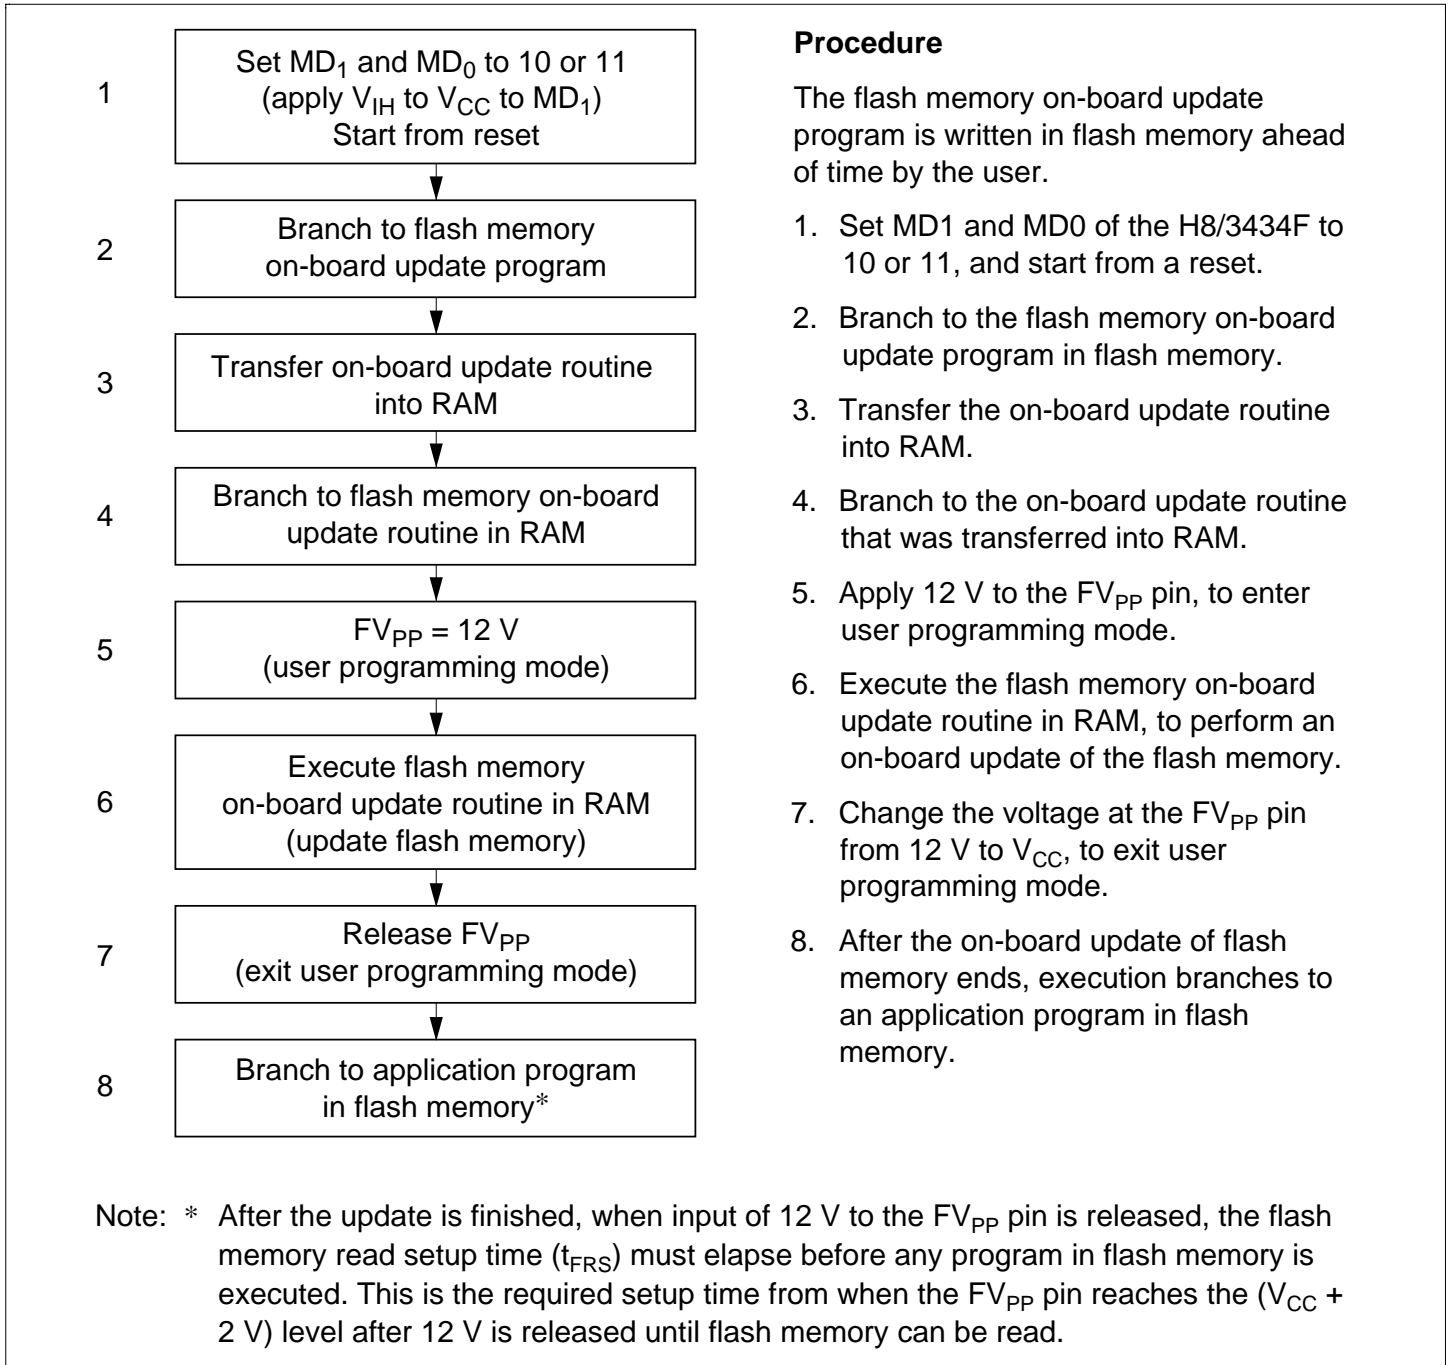 1
Set MD1 and MD0 to 10 or 11
(apply VIH to VCC to MD1)
Start from reset
2
Branch to flash memory
on-board update program
3
Transfer on-board update routine
into RAM
4
Branch to flash memory on-board
update routine in RAM
5
FVPP = 12 V
(user programming mode)
6
Execute flash memory
on-board update routine in RAM
(update flash memory)
7
Release FVPP
(exit user programming mode)
8
Branch to application program
in flash memory*
Procedure
The flash memory on-board update
program is written in flash memory ahead
of time by the user.
1. Set MD1 and MD0 of the H8/3434F to
10 or 11, and start from a reset.
2. Branch to the flash memory on-board
update program in flash memory.
3. Transfer the on-board update routine
into RAM.
4. Branch to the on-board update routine
that was transferred into RAM.
5. Apply 12 V to the FVPP pin, to enter
user programming mode.
6. Execute the flash memory on-board
update routine in RAM, to perform an
on-board update of the flash memory.
7. Change the voltage at the FVPP pin
from 12 V to VCC, to exit user
programming mode.
8. After the on-board update of flash
memory ends, execution branches to
an application program in flash
memory.
Note: * After the update is finished, when input of 12 V to the FVPP pin is released, the flash
memory read setup time (tFRS) must elapse before any program in flash memory is
executed. This is the required setup time from when the FVPP pin reaches the (VCC +
2 V) level after 12 V is released until flash memory can be read.